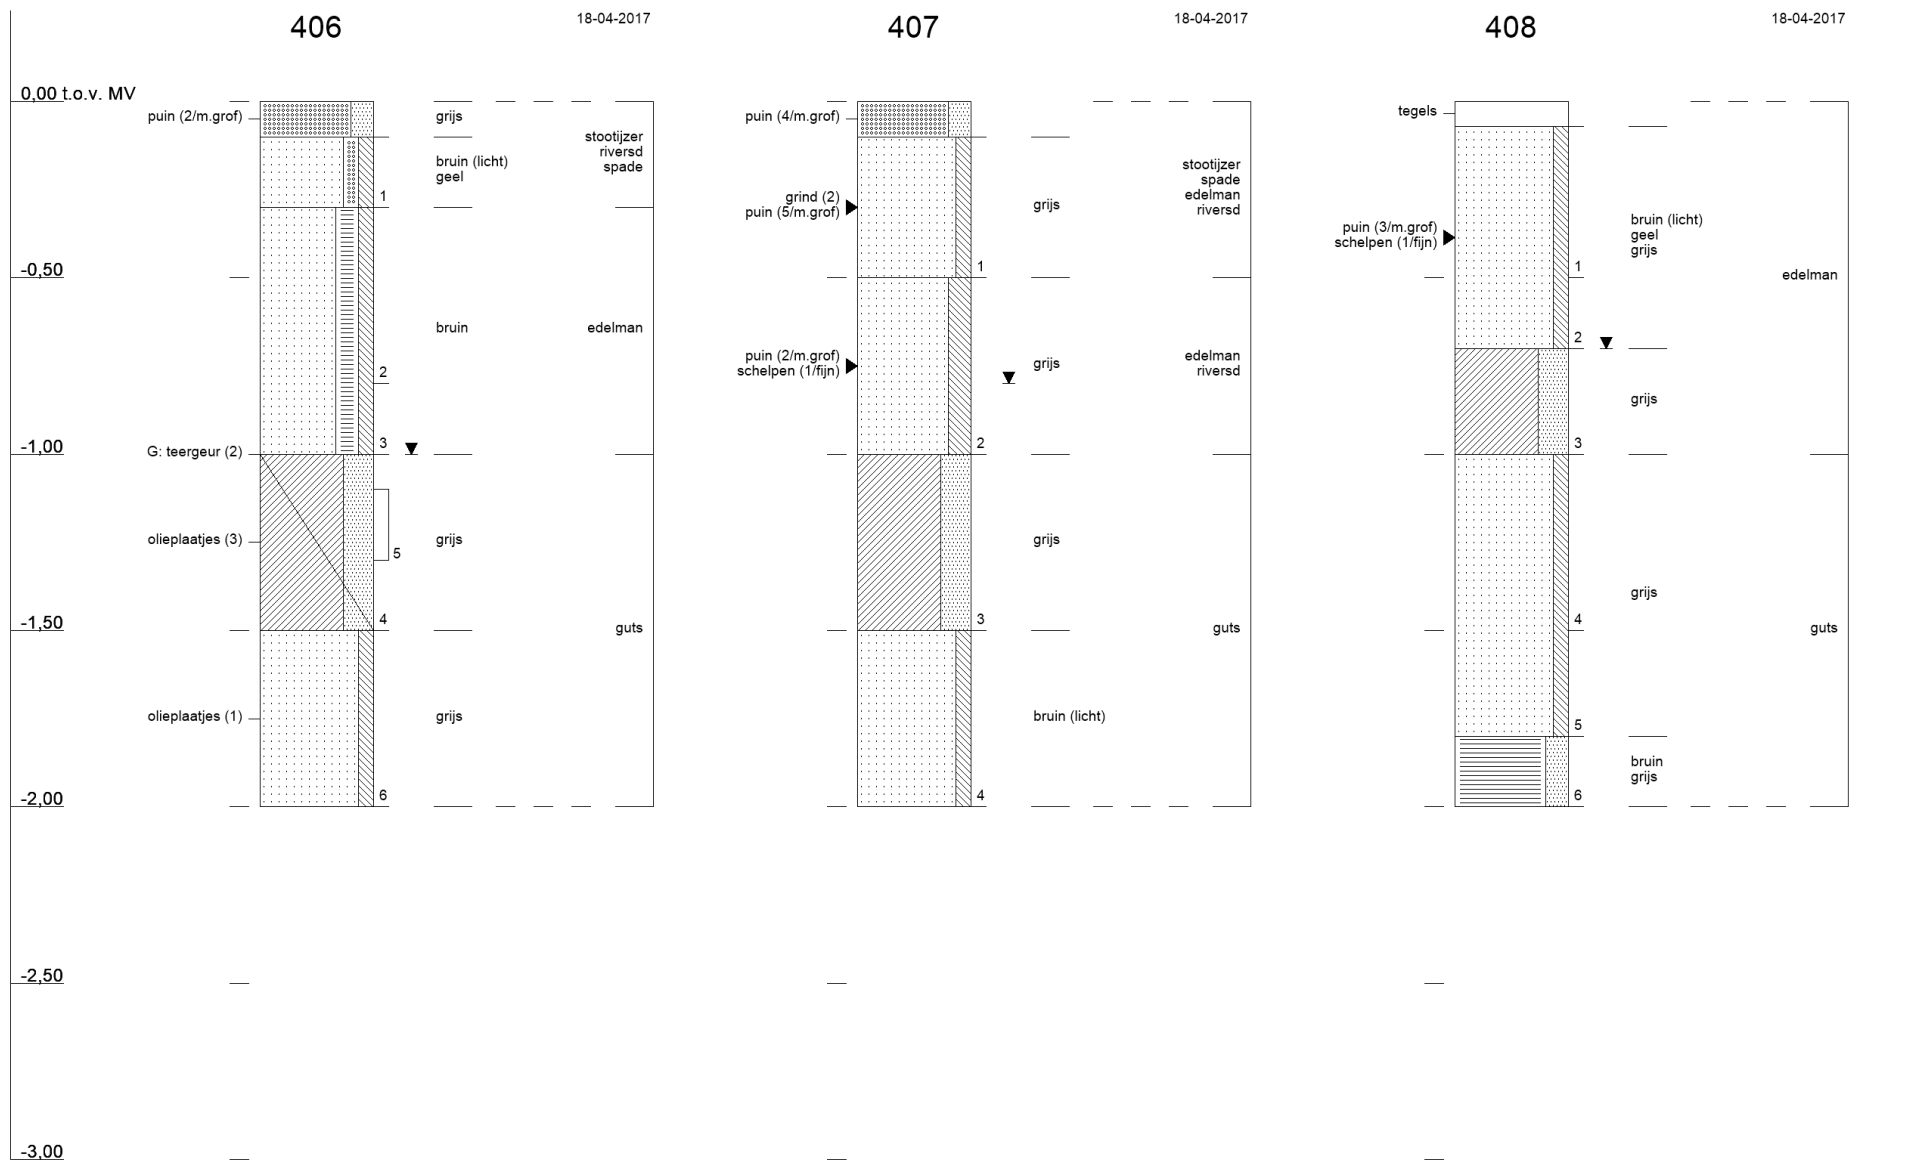 406
18-04-2017
407
18-04-2017
408
18-04-2017
0,00 t.o.v. MV
-0,50
-1,00
-1,50
-2,00
-2,50
-3,00
puin (2/m.grof)
G: teergeur (2)
olieplaatjes (3)
olieplaatjes (1)
1
2
3
5
4
6
grijs
bruin (licht)
geel
bruin
grijs
grijs
stootijzer
riversd
spade
edelman
guts
puin (4/m.grof)
grind (2)
puin (5/m.grof)
puin (2/m.grof)
schelpen (1/fijn)
1
2
3
4
grijs
grijs
grijs
bruin (licht)
stootijzer
spade
edelman
riversd
edelman
riversd
guts
tegels
puin (3/m.grof)
schelpen (1/fijn)
1
2
3
4
5
6
bruin (licht)
geel
grijs
grijs
grijs
bruin
grijs
edelman
guts